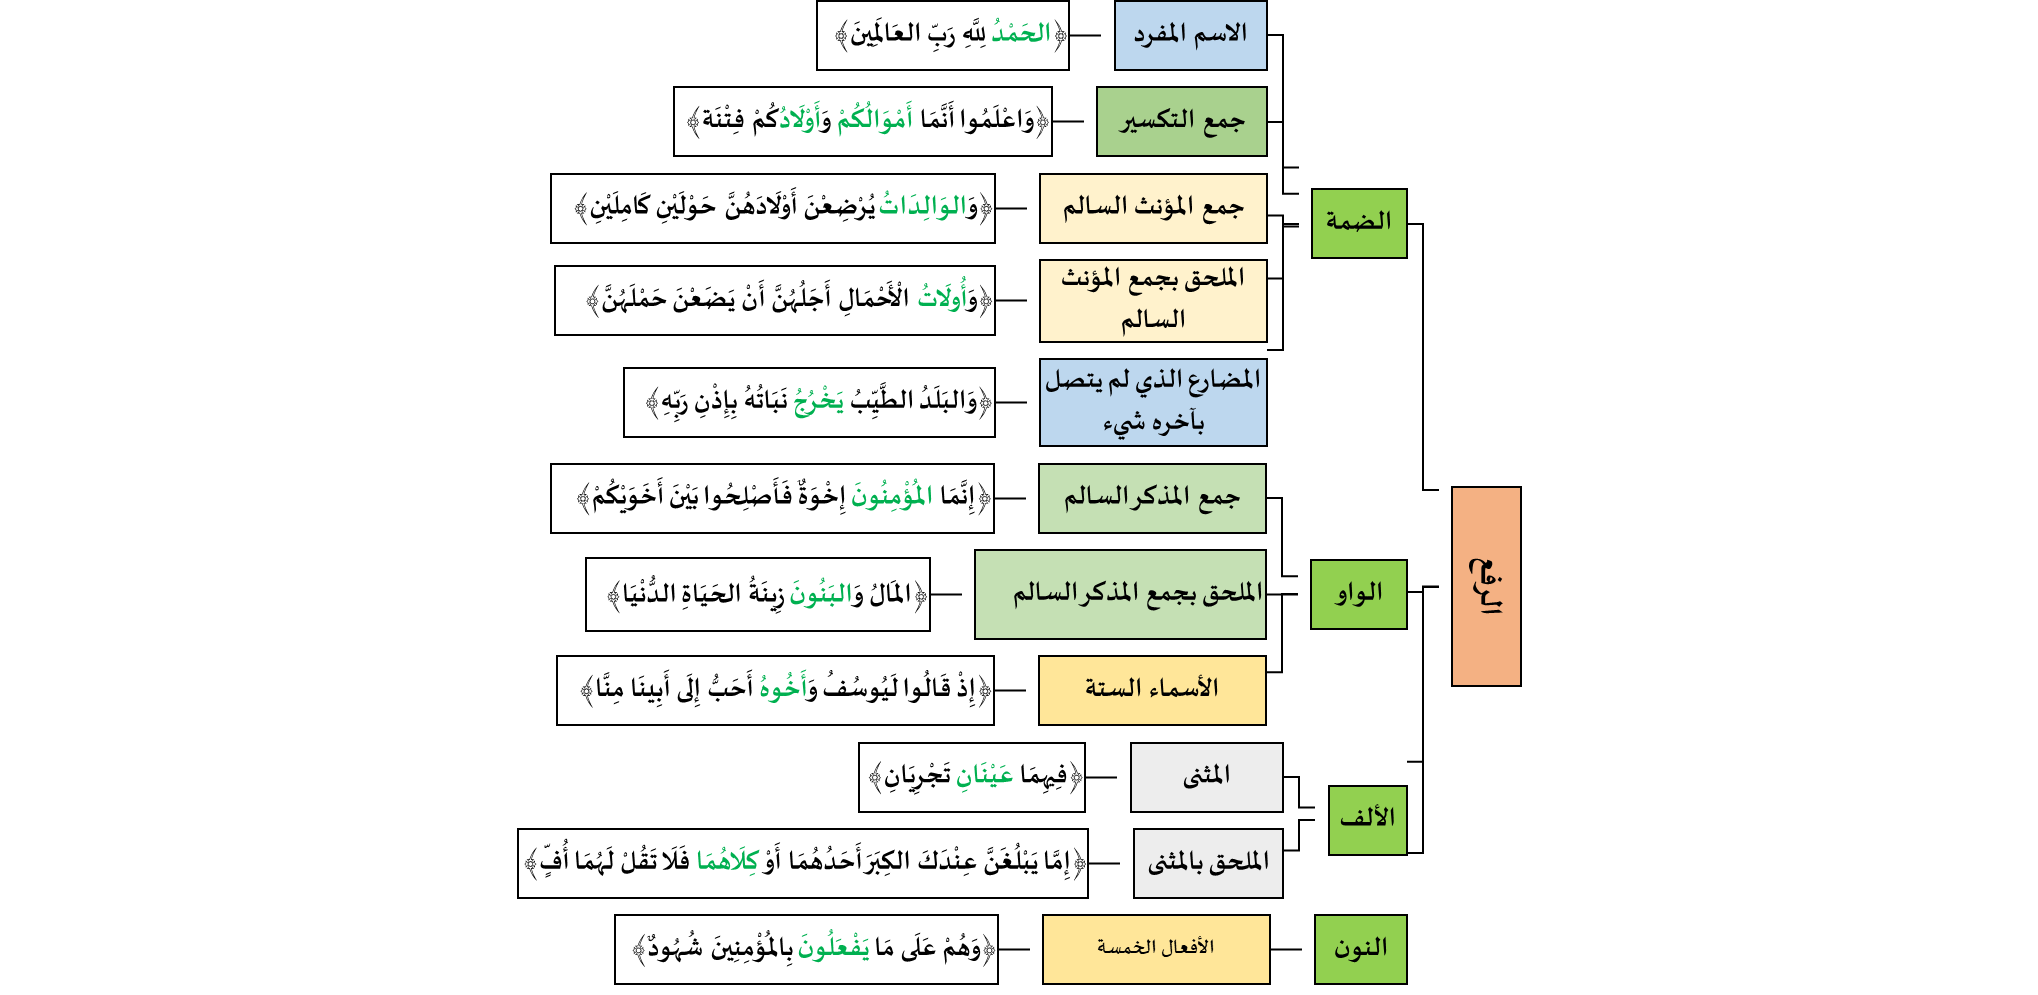 الرفع
الضمة
الاسم المفرد
﴿الحَمْدُ لِلَّهِ رَبِّ العَالَمِينَ﴾
جمع التكسير
﴿وَاعْلَمُوا أَنَّمَا أَمْوَالُكُمْ وَأَوْلَادُكُمْ فِتْنَة﴾
جمع المؤنث السالم
﴿وَالوَالِدَاتُ يُرْضِعْنَ أَوْلَادَهُنَّ حَوْلَيْنِ كَامِلَيْنِ﴾
الملحق بجمع المؤنث
السالم
﴿وَأُولَاتُ الْأَحْمَالِ أَجَلُهُنَّ أَنْ يَضَعْنَ حَمْلَهُنَّ﴾
المضارع الذي لم يتصل
بآخره شيء
﴿وَالبَلَدُ الطَّيِّبُ يَخْرُجُ نَبَاتُهُ بِإِذْنِ رَبِّهِ﴾
الواو
جمع المذكر السالم
﴿إِنَّمَا المُؤْمِنُونَ إِخْوَةٌ فَأَصْلِحُوا بَيْنَ أَخَوَيْكُمْ﴾
الملحق بجمع المذكر السالم
﴿المَالُ وَالبَنُونَ زِينَةُ الحَيَاةِ الدُّنْيَا﴾
الأسماء الستة
﴿إِذْ قَالُوا لَيُوسُفُ وَأَخُوهُ أَحَبُّ إِلَى أَبِينَا مِنَّا﴾
الألف
المثنى
﴿فِيهِمَا عَيْنَانِ تَجْرِيَانِ﴾
الملحق بالمثنى
﴿إِمَّا يَبْلُغَنَّ عِنْدَكَ الكِبَرَ أَحَدُهُمَا أَوْ كِلَاهُمَا فَلَا تَقُلْ لَهُمَا أُفٍّ﴾
النون
الأفعال الخمسة
﴿وَهُمْ عَلَى مَا يَفْعَلُونَ بِالمُؤْمِنِينَ شُهُودٌ﴾